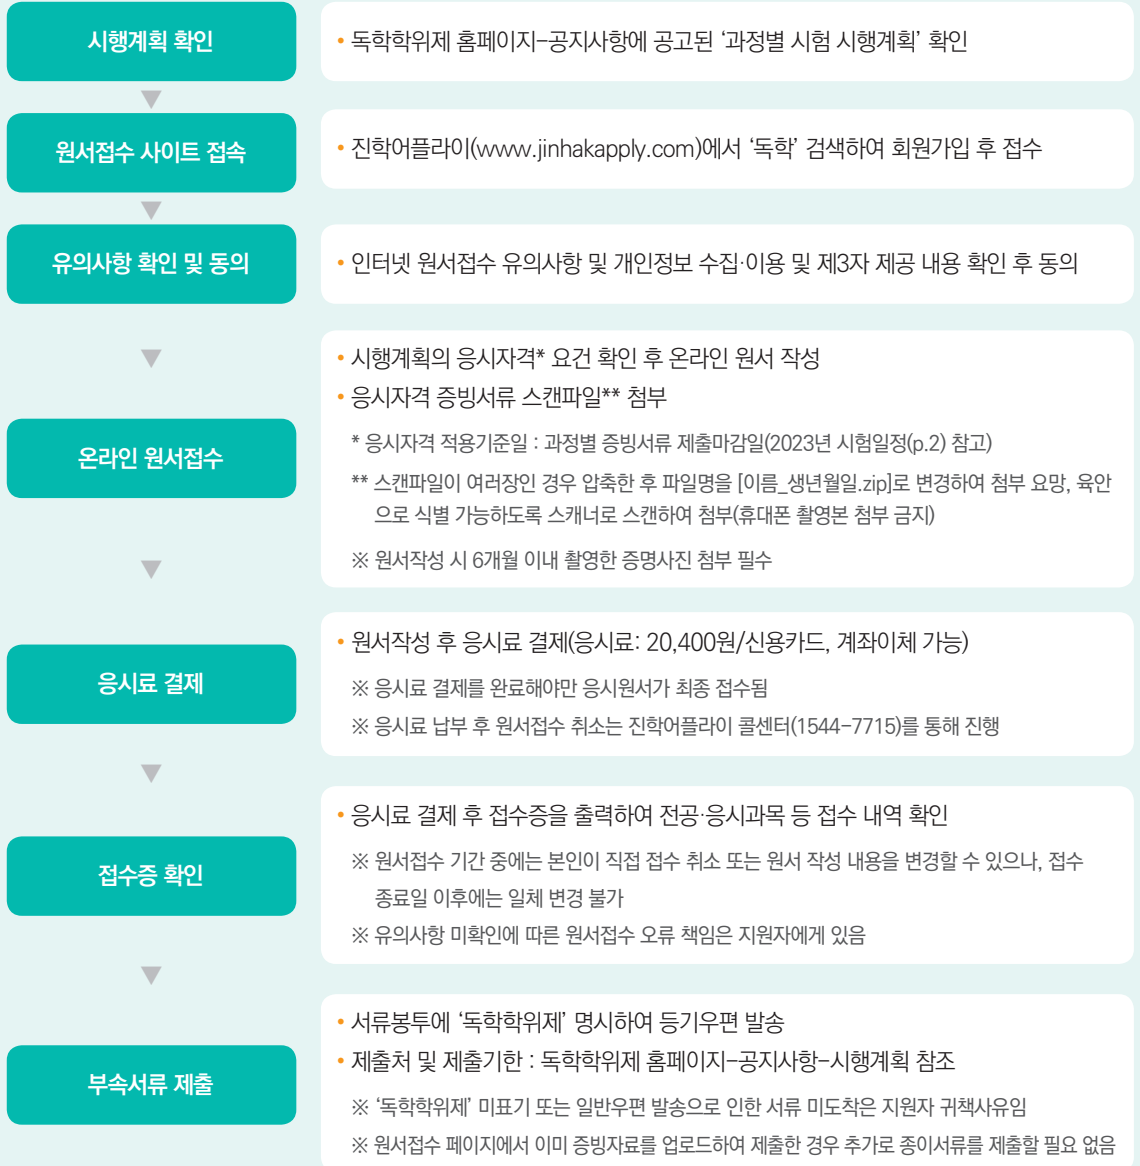 시행계획 확인
• 독학학위제 홈페이지-공지사항에 공고된 ‘과정별 시험 시행계획’ 확인
▼
원서접수 사이트 접속
• 진학어플라이(www.jinhakapply.com)에서 ‘독학’ 검색하여 회원가입 후 접수
▼
유의사항 확인 및 동의
• 인터넷 원서접수 유의사항 및 개인정보 수집·이용 및 제3자 제공 내용 확인 후 동의
▼
온라인 원서접수
• 시행계획의 응시자격* 요건 확인 후 온라인 원서 작성
• 응시자격 증빙서류 스캔파일** 첨부
* 응시자격 적용기준일 : 과정별 증빙서류 제출마감일(2023년 시험일정(p.2) 참고)
** 스캔파일이 여러장인 경우 압축한 후 파일명을 [이름_생년월일.zip]로 변경하여 첨부 요망, 육안
으로 식별 가능하도록 스캐너로 스캔하여 첨부(휴대폰 촬영본 첨부 금지)
※ 원서작성 시 6개월 이내 촬영한 증명사진 첨부 필수
▼
응시료 결제
• 원서작성 후 응시료 결제(응시료: 20,400원/신용카드, 계좌이체 가능)
※ 응시료 결제를 완료해야만 응시원서가 최종 접수됨
※ 응시료 납부 후 원서접수 취소는 진학어플라이 콜센터(1544-7715)를 통해 진행
▼
접수증 확인
• 응시료 결제 후 접수증을 출력하여 전공·응시과목 등 접수 내역 확인
※ 원서접수 기간 중에는 본인이 직접 접수 취소 또는 원서 작성 내용을 변경할 수 있으나, 접수
종료일 이후에는 일체 변경 불가
※ 유의사항 미확인에 따른 원서접수 오류 책임은 지원자에게 있음
▼
부속서류 제출
• 서류봉투에 ‘독학학위제’ 명시하여 등기우편 발송
• 제출처 및 제출기한 : 독학학위제 홈페이지-공지사항-시행계획 참조
※ ‘독학학위제’ 미표기 또는 일반우편 발송으로 인한 서류 미도착은 지원자 귀책사유임
※ 원서접수 페이지에서 이미 증빙자료를 업로드하여 제출한 경우 추가로 종이서류를 제출할 필요 없음